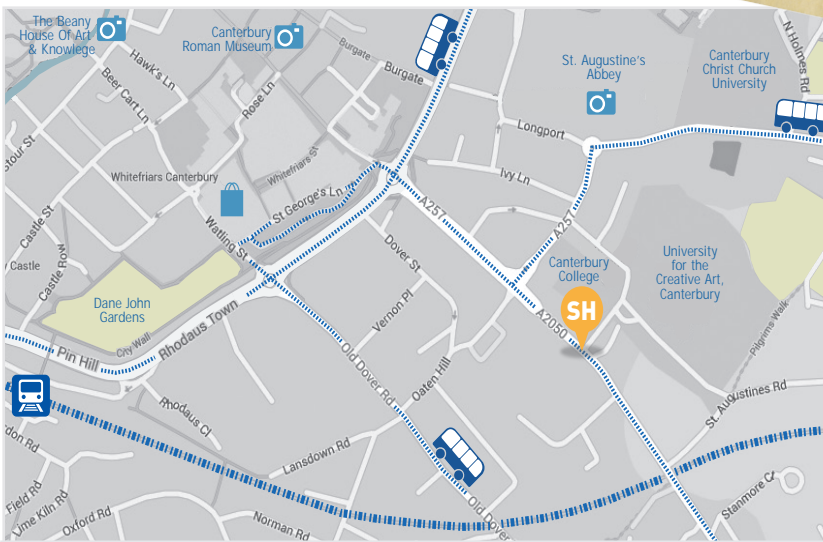 The Beany
House Of Art
& Knowlege
Canterbury
Roman Museum
St. Augustine's
Abbey
Canterbury
Christ Church
University
N Holmes Rd
Hawk's Ln
Beer Cart Ln
Rose Ln
Burgate
Burgate
Longport
Stour St
Whitefriars Canterbury
Whitefriars St
Ivy Ln
St George's Ln
A257
A257
Castle St
Watling St
Dover St
Canterbury
College
University
for the
Creative Art,
Canterbury
Castle
Castle Row
Dane John
Gardens
Vernon Pl
SH
A2050
City Wall
Rhodaus Town
Pin Hill
Old Dover Rd
Oaten Hill
Pilgrims Walk
Rhodaus Cl
St. Augustines Rd
Lansdown Rd
don Rd
Field Rd
Lime Kiln Rd
Oxford Rd
Norman Rd
Old Dover
Stanmore Ct